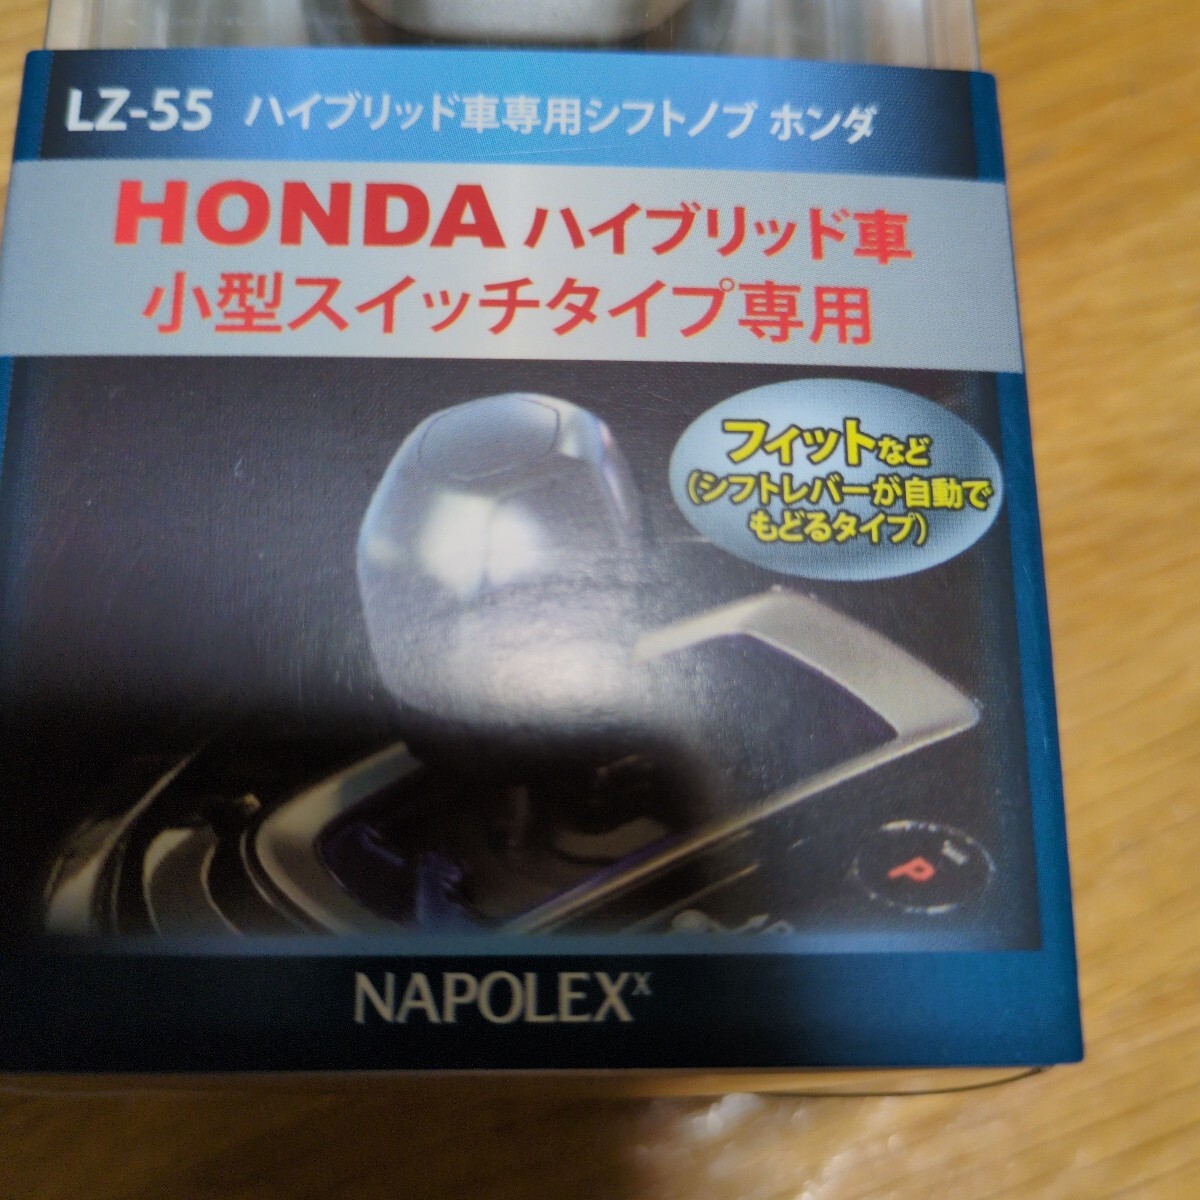 LZ-55 ハイブリッド車専用シフトノブ ホンダ
HONDA ハイブリッド車
小型スイッチタイプ専用
フィットなど
(シフトレバーが自動で
もどるタイプ)
P
NAPOLEX